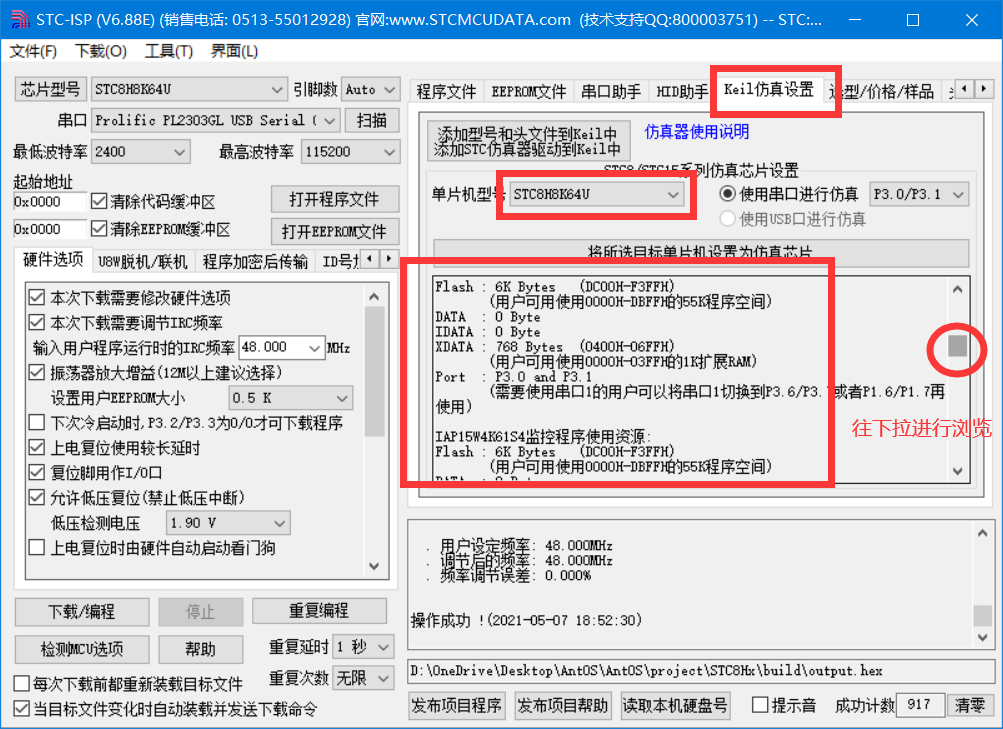 STC-ISP (V6.88E) (销售电话: 0513-55012928) 官网:www.STCMCUDATA.com (技术支持QQ:800003751) -- STC:...
文件(F) 下载(O) 工具(T) 界面(L)
芯片型号 STC8H8K64U 引脚数 Auto
串口 Prolific PL2303GL USB Serial ( 扫描
最低波特率 2400 最高波特率 115200
起始地址
0x0000 清除代码缓冲区 打开程序文件
0x0000 清除EEPROM缓冲区 打开EEPROM文件
硬件选项 U8W脱机/联机 程序加密后传输 ID号
本次下载需要修改硬件选项
本次下载需要调节IRC频率
输入用户程序运行时的IRC频率 48.000 MHz
振荡器放大增益(12M以上建议选择)
设置用户EEPROM大小 0.5 K
下次冷启动时,P3.2/P3.3为0/0才可下载程序
上电复位使用较长延时
复位脚用作I/O口
允许低压复位(禁止低压中断)
低压检测电压 1.90 V
上电复位时由硬件自动启动看门狗
下载/编程 停止 重复编程
检测MCU选项 帮助 重复延时 1 秒
重复次数 无限
每次下载前都重新装载目标文件
当目标文件变化时自动装载并发送下载命令
程序文件 EEPROM文件 串口助手 HID助手 Keil仿真设置 选型/价格/样品
添加型号和头文件到Keil中
添加STC仿真器驱动到Keil中
仿真器使用说明
STC8/STC15系列仿真芯片设置
单片机型号 STC8H8K64U 使用串口进行仿真 P3.0/P3.1
使用USB口进行仿真
将所选目标单片机设置为仿真芯片
Flash : 6K Bytes (DC00H-F3FFH)
(用户可用使用0000H-DBFFH的55K程序空间)
DATA : 0 Byte
IDATA : 0 Byte
XDATA : 768 Bytes (0400H-06FFH)
(用户可用使用0000H-03FFH的1K扩展RAM)
Port : P3.0 and P3.1
(需要使用串口1的用户可以将串口1切换到P3.6/P3.7或者P1.6/P1.7再
使用)
IAP15W4K61S4监控程序使用资源:
Flash : 6K Bytes (DC00H-F3FFH)
(用户可用使用0000H-DBFFH的55K程序空间)
往下拉进行浏览
. 用户设定频率: 48.000MHz
. 调节后的频率: 48.000MHz
. 频率调节误差: 0.000%
操作成功 !(2021-05-07 18:52:30)
D:\OneDrive\Desktop\AntOS\AntOS\project\STC8Hx\build\output.hex
发布项目程序 发布项目帮助 读取本机硬盘号 提示音 成功计数 917 清零